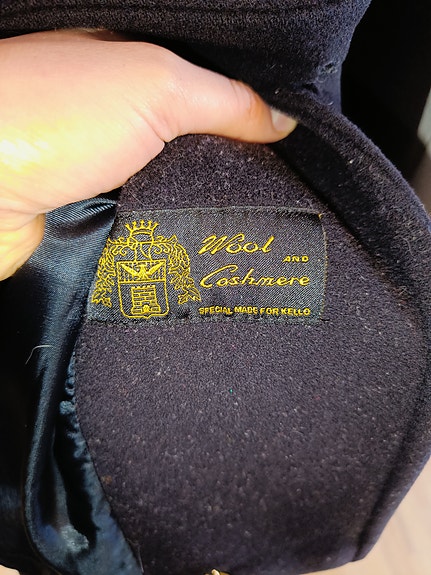 Wool AND
Cashmere
SPECIAL MADE FOR KELLO